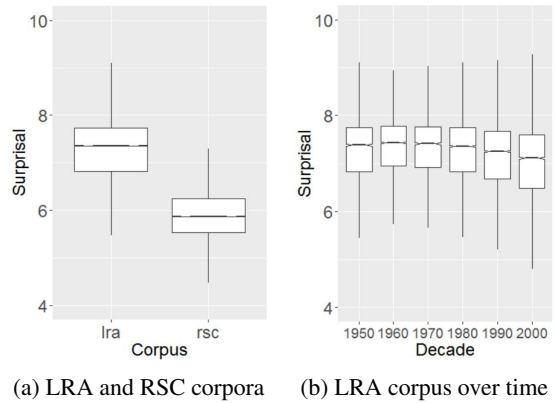 10
8
6
4
Surprisal
lra rsc
Corpus
10
8
6
4
Surprisal
1950 1960 1970 1980 1990 2000
Decade
(a) LRA and RSC corpora
(b) LRA corpus over time